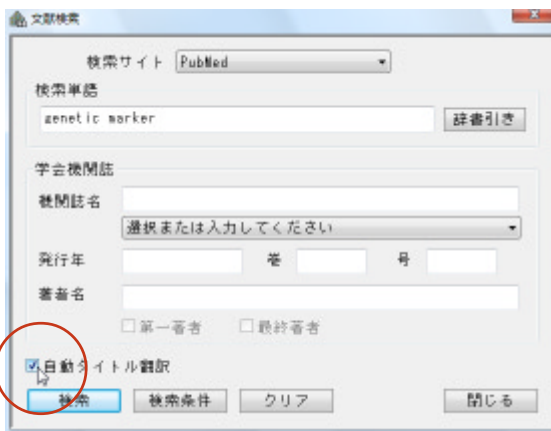 文献検索
検索サイト PubMed
検索単語
genetic marker 辞書引き
学会機関誌
機関誌名
選択または入力してください
発行年 巻 号
著者名
第一著者 最終著者
自動タイトル翻訳
検索 検索条件 クリア 閉じる